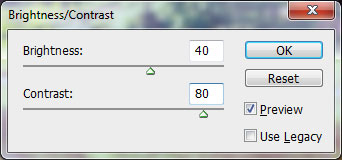 Brightness/Contrast
Brightness: 40
OK
Reset
Contrast: 80
Preview
Use Legacy